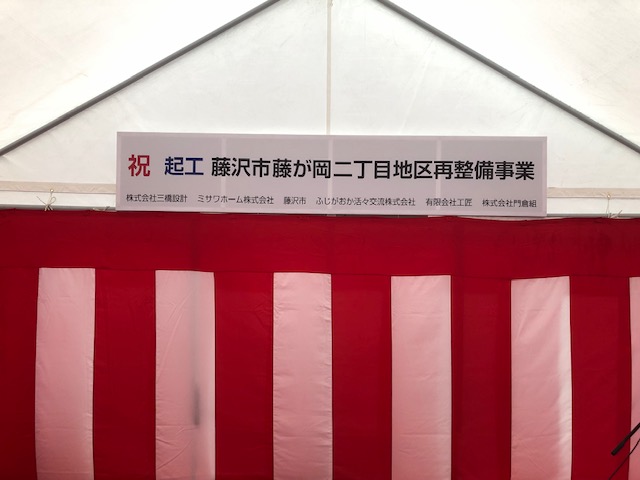 祝 起工 藤沢市藤が岡二丁目地区再整備事業
株式会社三橋設計 ミサワホーム株式会社 藤沢市 ふじがおか活々交流株式会社 有限会社工匠 株式会社門倉組